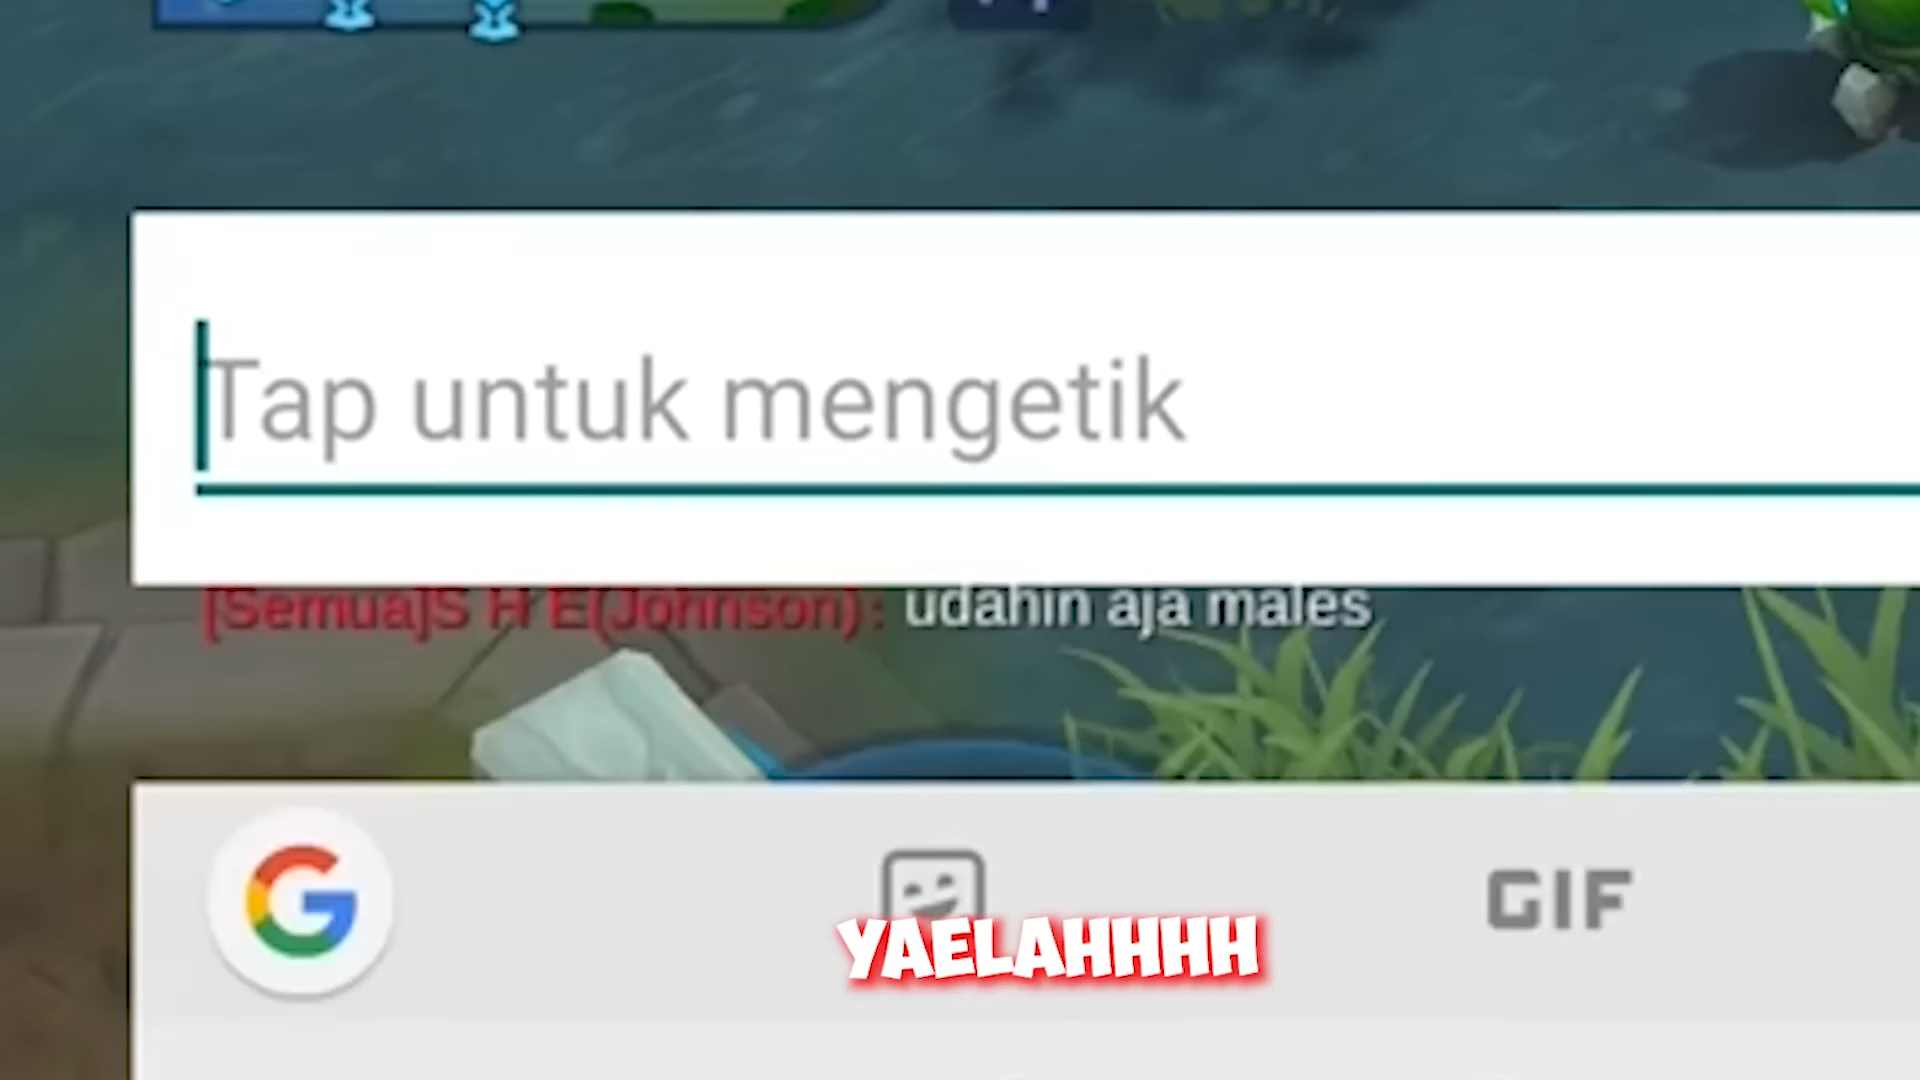 Tap untuk mengetik
[Semua]S H E(Johnson) : udahin aja males
GIF
YAELAHHHH